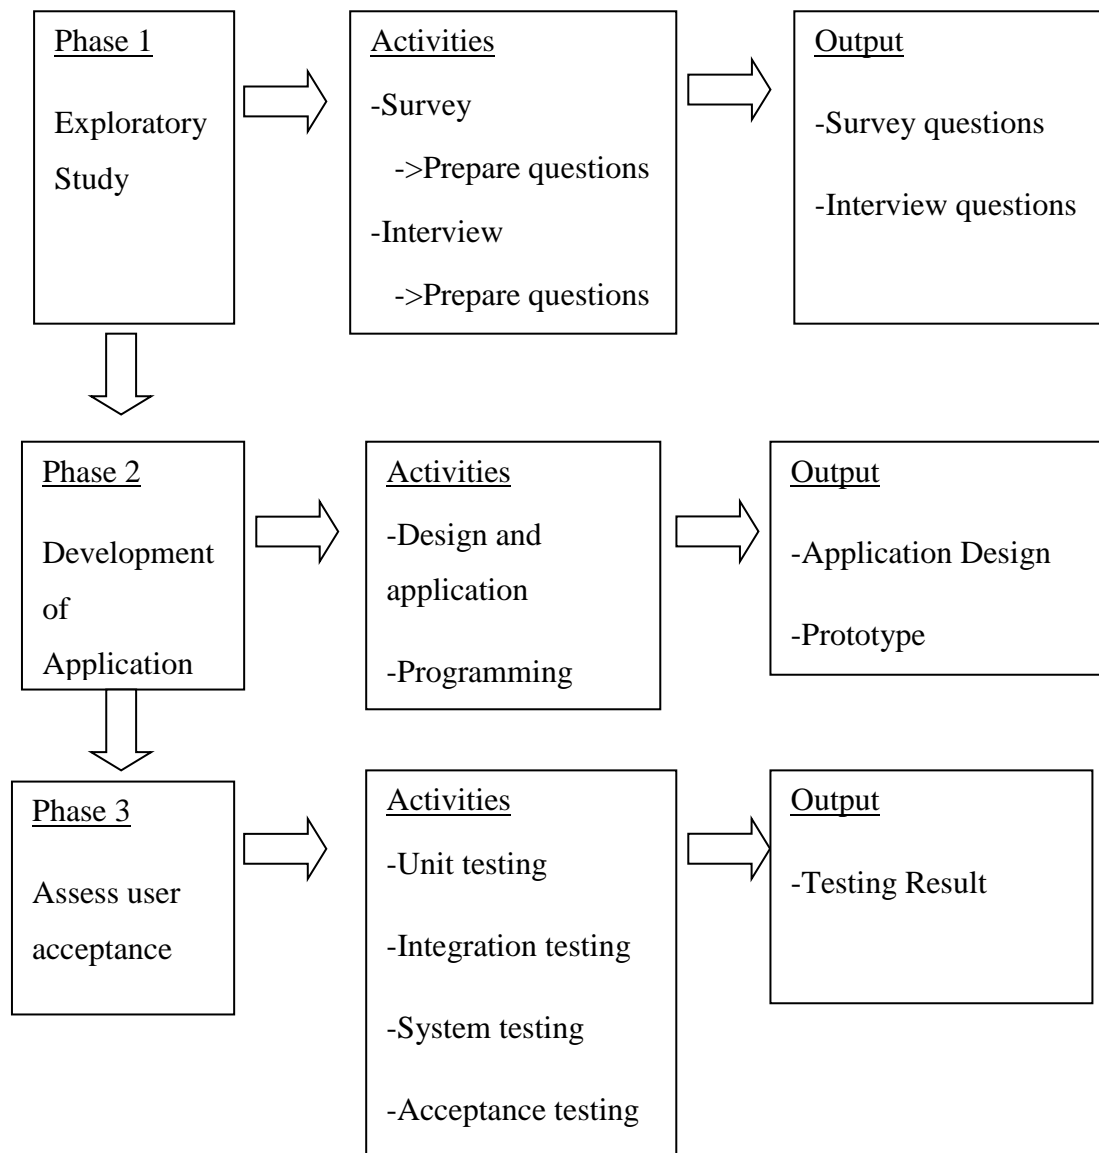 Phase 1
Exploratory
Study
Activities
-Survey
->Prepare questions
-Interview
->Prepare questions
Output
-Survey questions
-Interview questions
Phase 2
Development
of
Application
Activities
-Design and
application
-Programming
Output
-Application Design
-Prototype
Phase 3
Assess user
acceptance
Activities
-Unit testing
-Integration testing
-System testing
-Acceptance testing
Output
-Testing Result